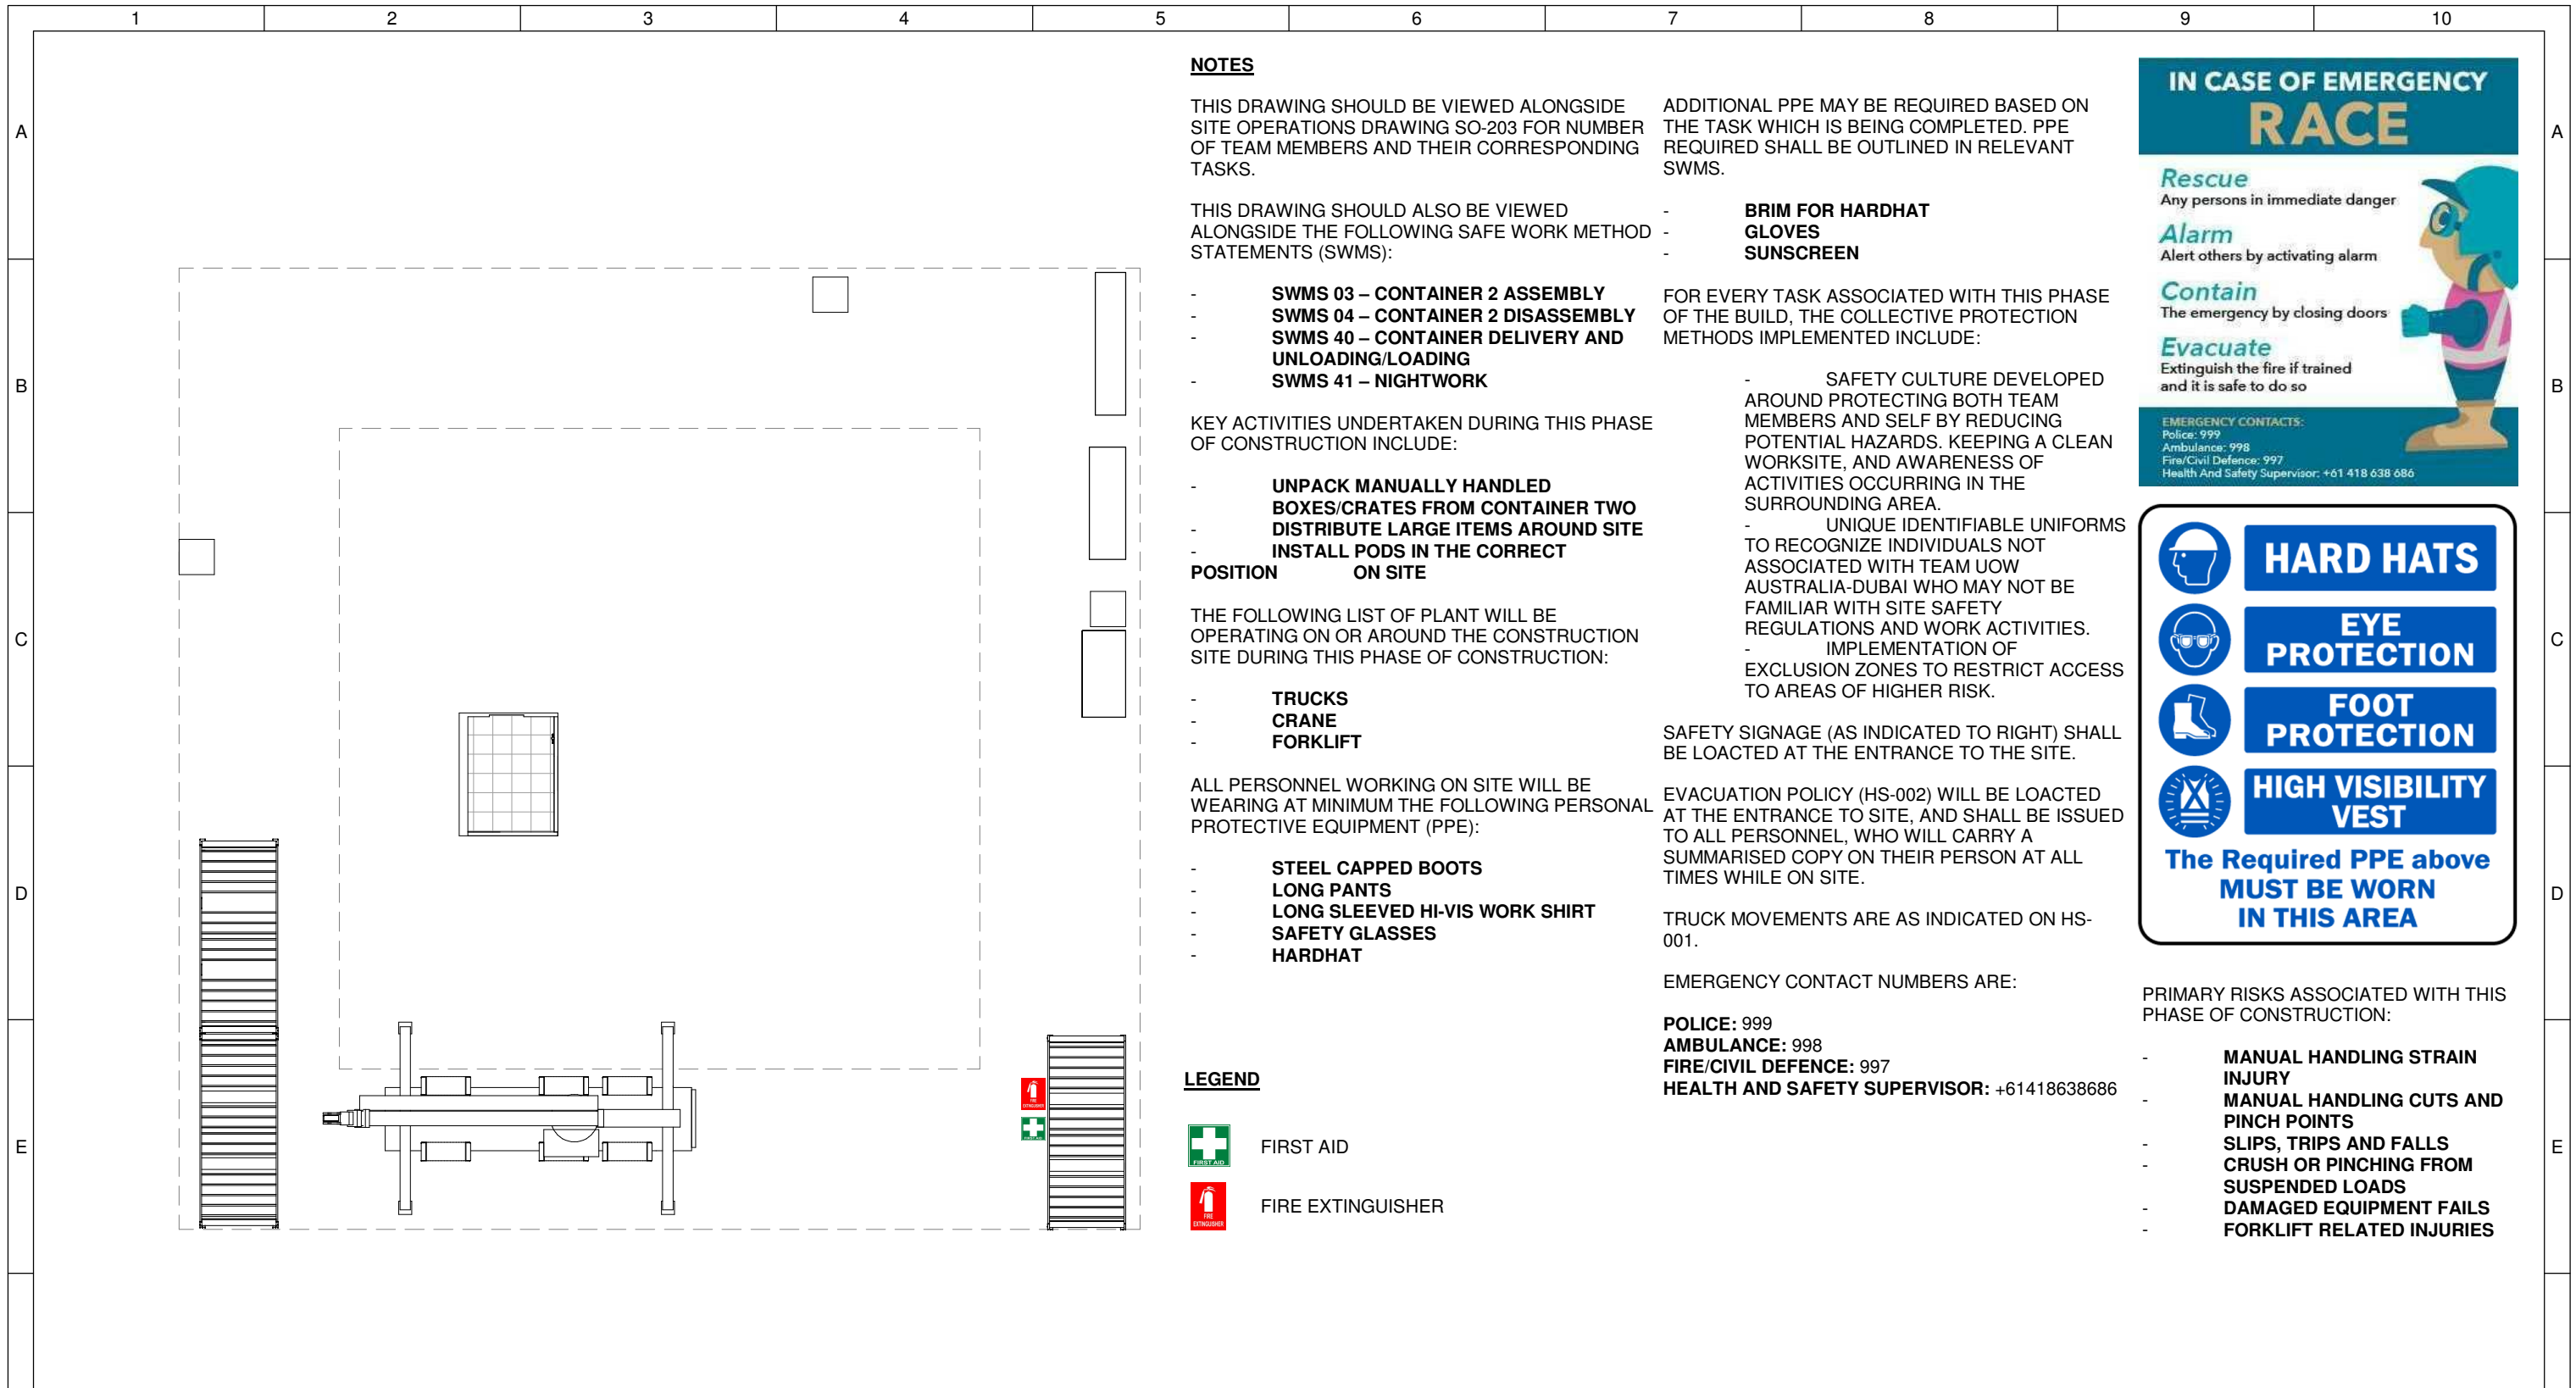 1 2 3 4 5 6 7 8 9 10
A
B
C
D
E
NOTES
THIS DRAWING SHOULD BE VIEWED ALONGSIDE
SITE OPERATIONS DRAWING SO-203 FOR NUMBER
OF TEAM MEMBERS AND THEIR CORRESPONDING
TASKS.
THIS DRAWING SHOULD ALSO BE VIEWED
ALONGSIDE THE FOLLOWING SAFE WORK METHOD
STATEMENTS (SWMS):
- SWMS 03 – CONTAINER 2 ASSEMBLY
- SWMS 04 – CONTAINER 2 DISASSEMBLY
- SWMS 40 – CONTAINER DELIVERY AND
UNLOADING/LOADING
- SWMS 41 – NIGHTWORK
KEY ACTIVITIES UNDERTAKEN DURING THIS PHASE
OF CONSTRUCTION INCLUDE:
- UNPACK MANUALLY HANDLED
BOXES/CRATES FROM CONTAINER TWO
- DISTRIBUTE LARGE ITEMS AROUND SITE
- INSTALL PODS IN THE CORRECT
POSITION ON SITE
THE FOLLOWING LIST OF PLANT WILL BE
OPERATING ON OR AROUND THE CONSTRUCTION
SITE DURING THIS PHASE OF CONSTRUCTION:
- TRUCKS
- CRANE
- FORKLIFT
ALL PERSONNEL WORKING ON SITE WILL BE
WEARING AT MINIMUM THE FOLLOWING PERSONAL
PROTECTIVE EQUIPMENT (PPE):
- STEEL CAPPED BOOTS
- LONG PANTS
- LONG SLEEVED HI-VIS WORK SHIRT
- SAFETY GLASSES
- HARDHAT
LEGEND
FIRST AID
FIRST AID
FIRE
EXTINGUISHER
FIRE EXTINGUISHER
FIRE
EXTINGUISHER
FIRST AID
ADDITIONAL PPE MAY BE REQUIRED BASED ON
THE TASK WHICH IS BEING COMPLETED. PPE
REQUIRED SHALL BE OUTLINED IN RELEVANT
SWMS.
- BRIM FOR HARDHAT
- GLOVES
- SUNSCREEN
FOR EVERY TASK ASSOCIATED WITH THIS PHASE
OF THE BUILD, THE COLLECTIVE PROTECTION
METHODS IMPLEMENTED INCLUDE:
- SAFETY CULTURE DEVELOPED
AROUND PROTECTING BOTH TEAM
MEMBERS AND SELF BY REDUCING
POTENTIAL HAZARDS. KEEPING A CLEAN
WORKSITE, AND AWARENESS OF
ACTIVITIES OCCURRING IN THE
SURROUNDING AREA.
- UNIQUE IDENTIFIABLE UNIFORMS
TO RECOGNIZE INDIVIDUALS NOT
ASSOCIATED WITH TEAM UOW
AUSTRALIA-DUBAI WHO MAY NOT BE
FAMILIAR WITH SITE SAFETY
REGULATIONS AND WORK ACTIVITIES.
- IMPLEMENTATION OF
EXCLUSION ZONES TO RESTRICT ACCESS
TO AREAS OF HIGHER RISK.
SAFETY SIGNAGE (AS INDICATED TO RIGHT) SHALL
BE LOACTED AT THE ENTRANCE TO THE SITE.
EVACUATION POLICY (HS-002) WILL BE LOACTED
AT THE ENTRANCE TO SITE, AND SHALL BE ISSUED
TO ALL PERSONNEL, WHO WILL CARRY A
SUMMARISED COPY ON THEIR PERSON AT ALL
TIMES WHILE ON SITE.
TRUCK MOVEMENTS ARE AS INDICATED ON HS-
001.
EMERGENCY CONTACT NUMBERS ARE:
POLICE: 999
AMBULANCE: 998
FIRE/CIVIL DEFENCE: 997
HEALTH AND SAFETY SUPERVISOR: +61418638686
IN CASE OF EMERGENCY
RACE
Rescue
Any persons in immediate danger
Alarm
Alert others by activating alarm
Contain
The emergency by closing doors
Evacuate
Extinguish the fire if trained
and it is safe to do so
EMERGENCY CONTACTS:
Police: 999
Ambulance: 998
Fire/Civil Defence: 997
Health And Safety Supervisor: +61 418 638 686
HARD HATS
EYE
PROTECTION
FOOT
PROTECTION
HIGH VISIBILITY
VEST
The Required PPE above
MUST BE WORN
IN THIS AREA
PRIMARY RISKS ASSOCIATED WITH THIS
PHASE OF CONSTRUCTION:
- MANUAL HANDLING STRAIN
INJURY
- MANUAL HANDLING CUTS AND
PINCH POINTS
- SLIPS, TRIPS AND FALLS
- CRUSH OR PINCHING FROM
SUSPENDED LOADS
- DAMAGED EQUIPMENT FAILS
- FORKLIFT RELATED INJURIES
A
B
C
D
E